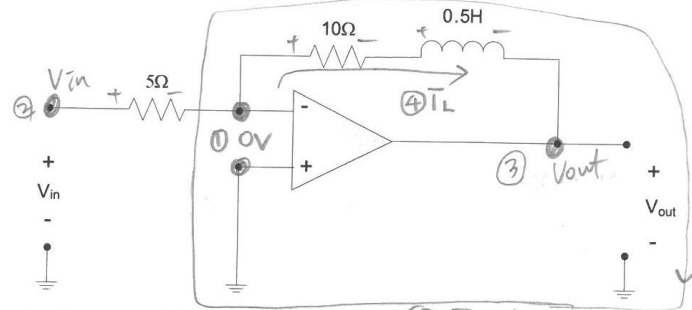 10Ω
0.5H
+ - + -
Vin
5Ω
+ -
②
④ IL
-
① 0V
+
③ Vout
+
Vin
-
+
Vout
-